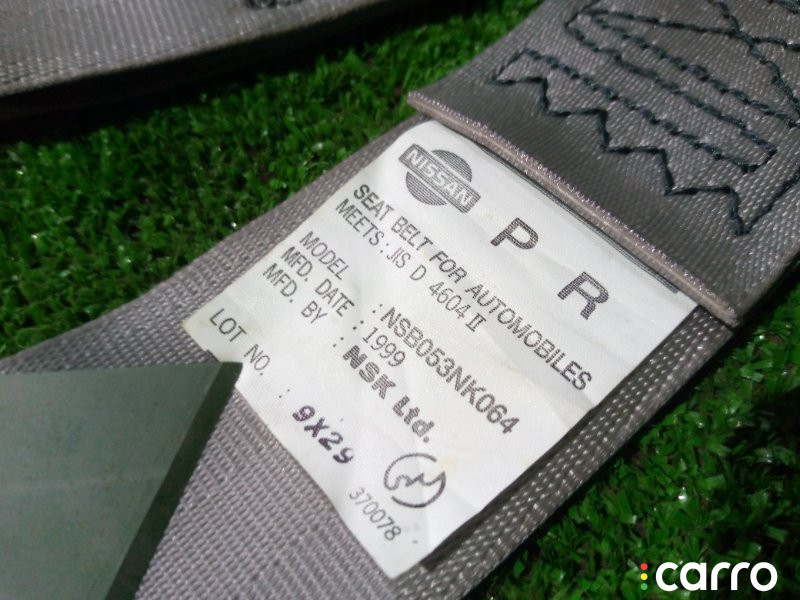 NISSAN
P R
SEAT BELT FOR AUTOMOBILES
MEETS : JIS D 4604 II
MODEL : NSB053NK064
MFD. DATE : 1999
MFD. BY : NSK Ltd.
LOT NO. : 9X29
370078
carro